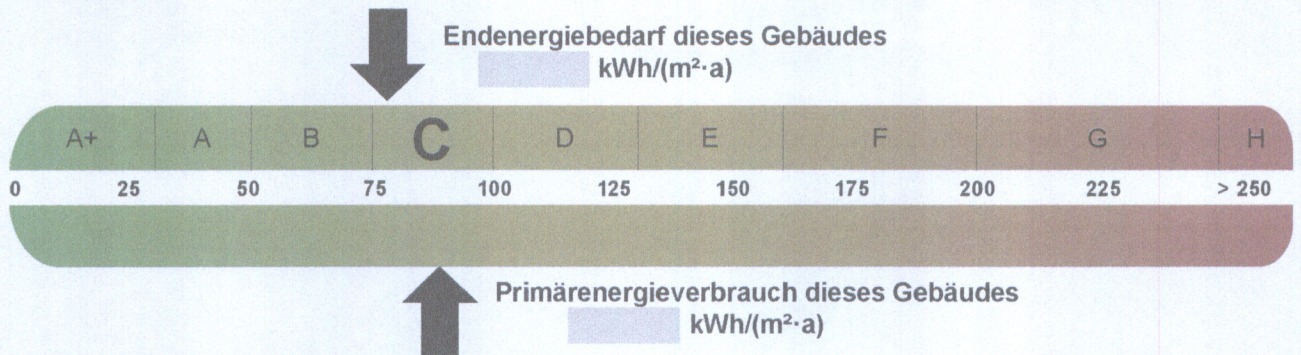 Endenergiebedarf dieses Gebäudes
kWh/(m²·a)
A+ A B C D E F G H
0 25 50 75 100 125 150 175 200 225 > 250
Primärenergieverbrauch dieses Gebäudes
kWh/(m²·a)